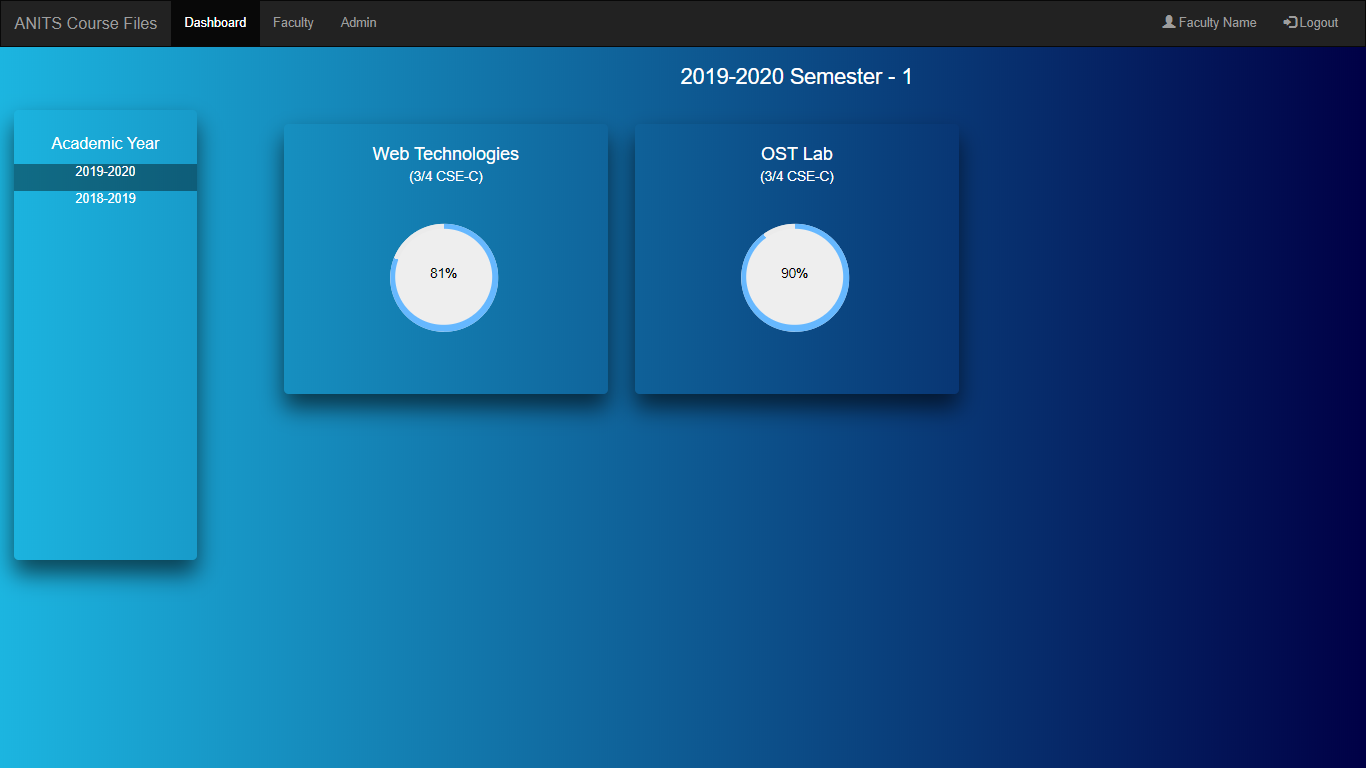 ANITS Course Files Dashboard Faculty Admin Faculty Name Logout
2019-2020 Semester - 1
Academic Year
2019-2020
2018-2019
Web Technologies
(3/4 CSE-C)
81%
OST Lab
(3/4 CSE-C)
90%